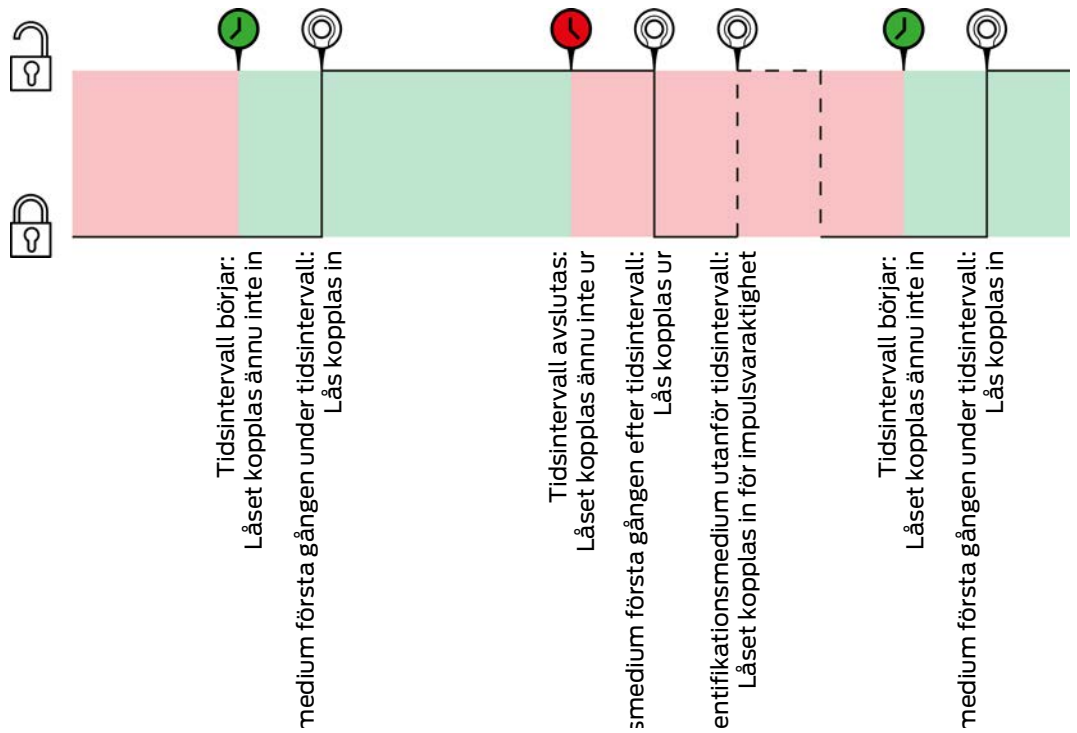 Tidsintervall börjar:
Låset kopplas ännu inte in
medium första gången under tidsintervall:
Lås kopplas in
Tidsintervall avslutas:
Låset kopplas ännu inte ur
smedium första gången efter tidsintervall:
Lås kopplas ur
entifikationsmedium utanför tidsintervall:
Låset kopplas in för impulsvaraktighet
Tidsintervall börjar:
Låset kopplas ännu inte in
medium första gången under tidsintervall:
Lås kopplas in